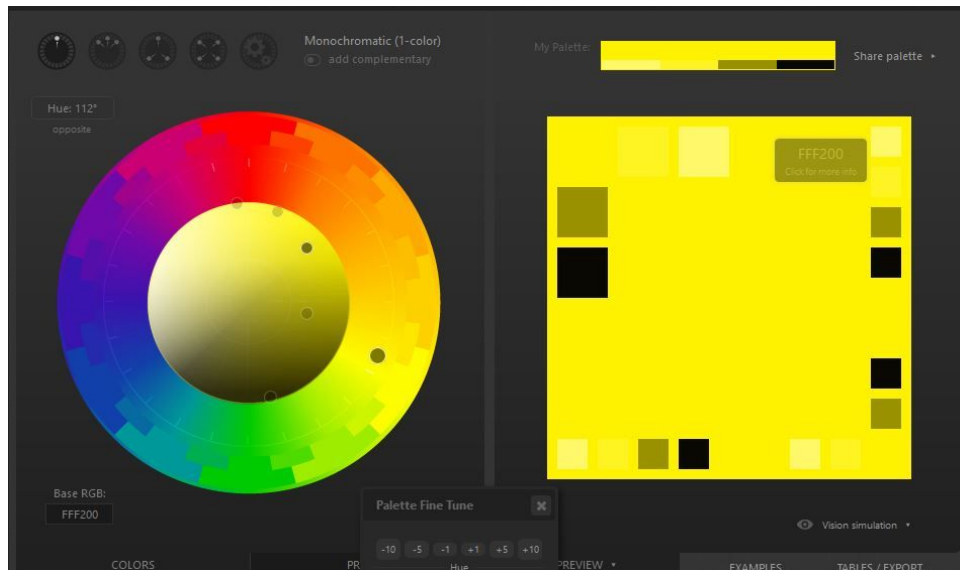 Monochromatic (1-color)
add complementary
My Palette:
Share palette
Hue: 112°
opposite
FFF200
Click for more info
Base RGB:
FFF200
Palette Fine Tune
-10 -5 -1 +1 +5 +10
Hue
Vision simulation
COLORS
PR
PREVIEW
EXAMPLES
TABLES / EXPORT